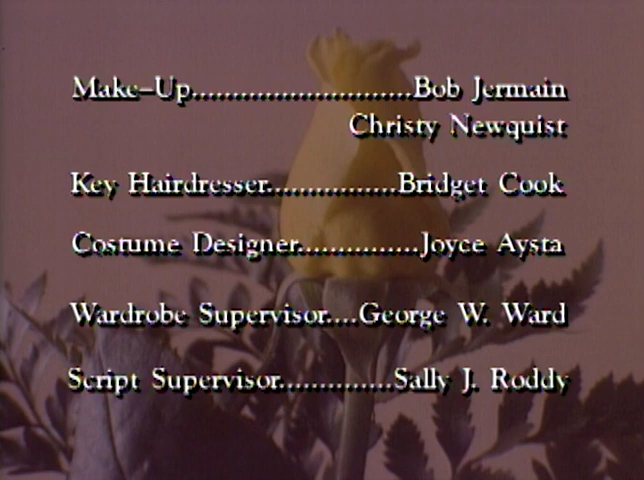 Make-Up...........................Bob Jermain
Christy Newquist
Key Hairdresser................Bridget Cook
Costume Designer...............Joyce Aysta
Wardrobe Supervisor....George W. Ward
Script Supervisor..............Sally J. Roddy